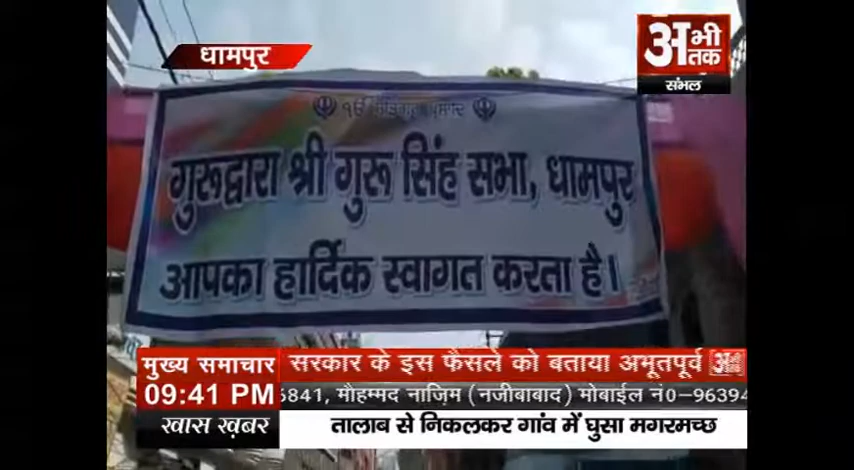 धामपुर
अभी तक
संभल
गुरूद्वारा श्री गुरू सिंह सभा, धामपुर
आपका हार्दिक स्वागत करता है।
मुख्य समाचार
सरकार के इस फैसले को बताया अभूतपूर्व
09:41 PM
6841, मौहम्मद नाज़िम (नजीबाबाद) मोबाईल नं0-96394
खास ख़बर
तालाब से निकलकर गांव में घुसा मगरमच्छ